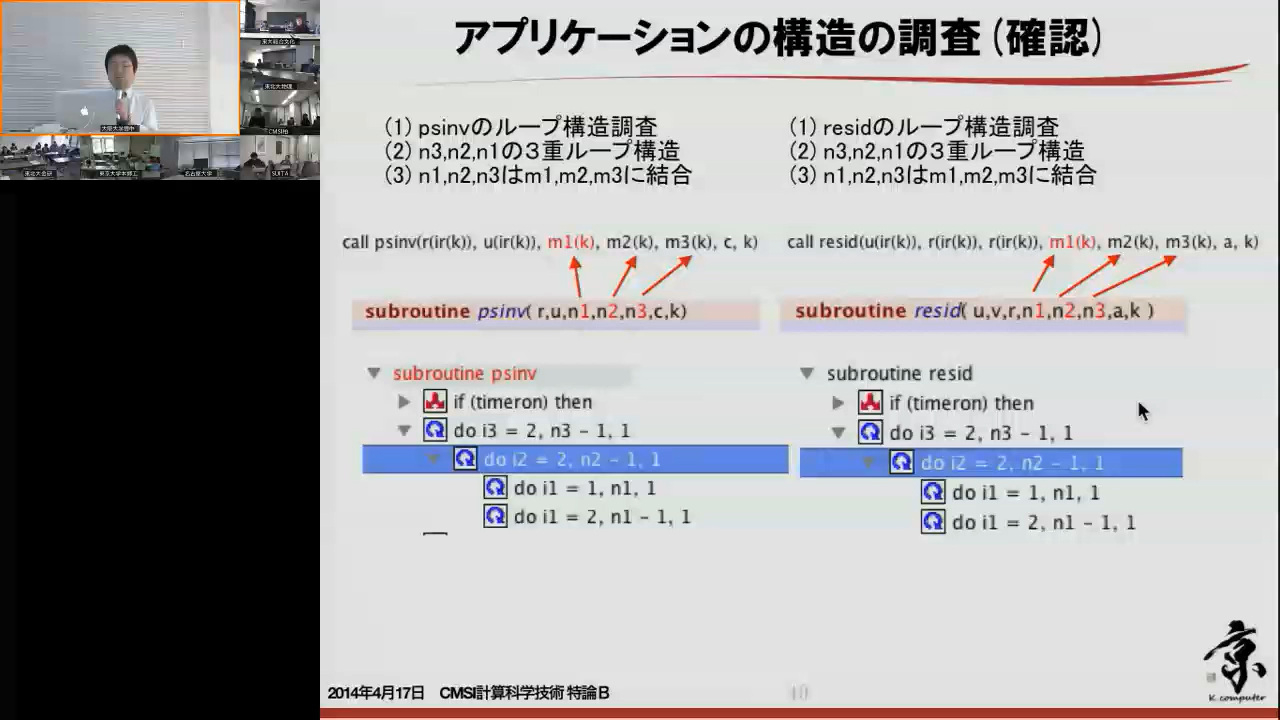 アプリケーションの構造の調査（確認）
(1) psinvのループ構造調査
(2) n3,n2,n1の３重ループ構造
(3) n1,n2,n3はm1,m2,m3に結合
(1) residのループ構造調査
(2) n3,n2,n1の３重ループ構造
(3) n1,n2,n3はm1,m2,m3に結合
call psinv(r(ir(k)), u(ir(k)), m1(k), m2(k), m3(k), c, k)
call resid(u(ir(k)), r(ir(k)), r(ir(k)), m1(k), m2(k), m3(k), a, k)
subroutine psinv( r,u,n1,n2,n3,c,k)
subroutine resid( u,v,r,n1,n2,n3,a,k )
subroutine psinv
if (timeron) then
do i3 = 2, n3 - 1, 1
do i2 = 2, n2 - 1, 1
do i1 = 1, n1, 1
do i1 = 2, n1 - 1, 1
subroutine resid
if (timeron) then
do i3 = 2, n3 - 1, 1
do i2 = 2, n2 - 1, 1
do i1 = 1, n1, 1
do i1 = 2, n1 - 1, 1
2014年4月17日 CMSI計算科学技術 特論B
京
K computer
名古屋大学